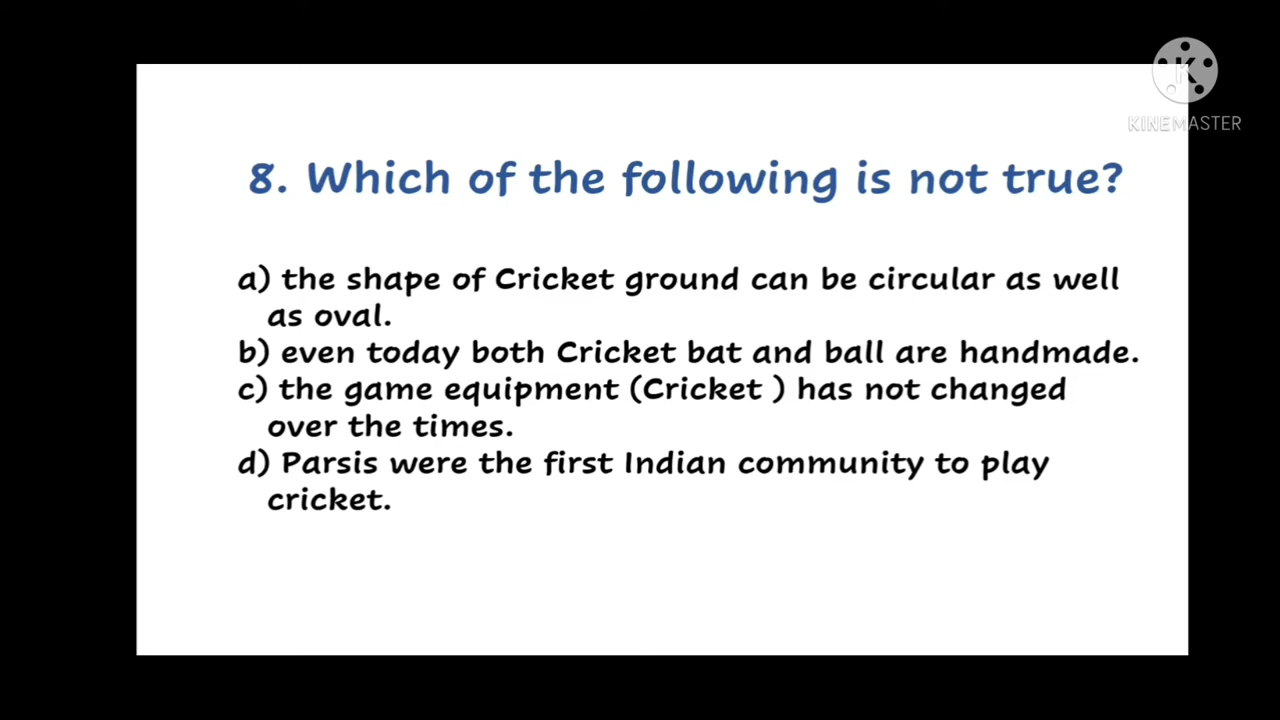 KINEMASTER
8. Which of the following is not true?
a) the shape of Cricket ground can be circular as well
as oval.
b) even today both Cricket bat and ball are handmade.
c) the game equipment (Cricket ) has not changed
over the times.
d) Parsis were the first Indian community to play
cricket.